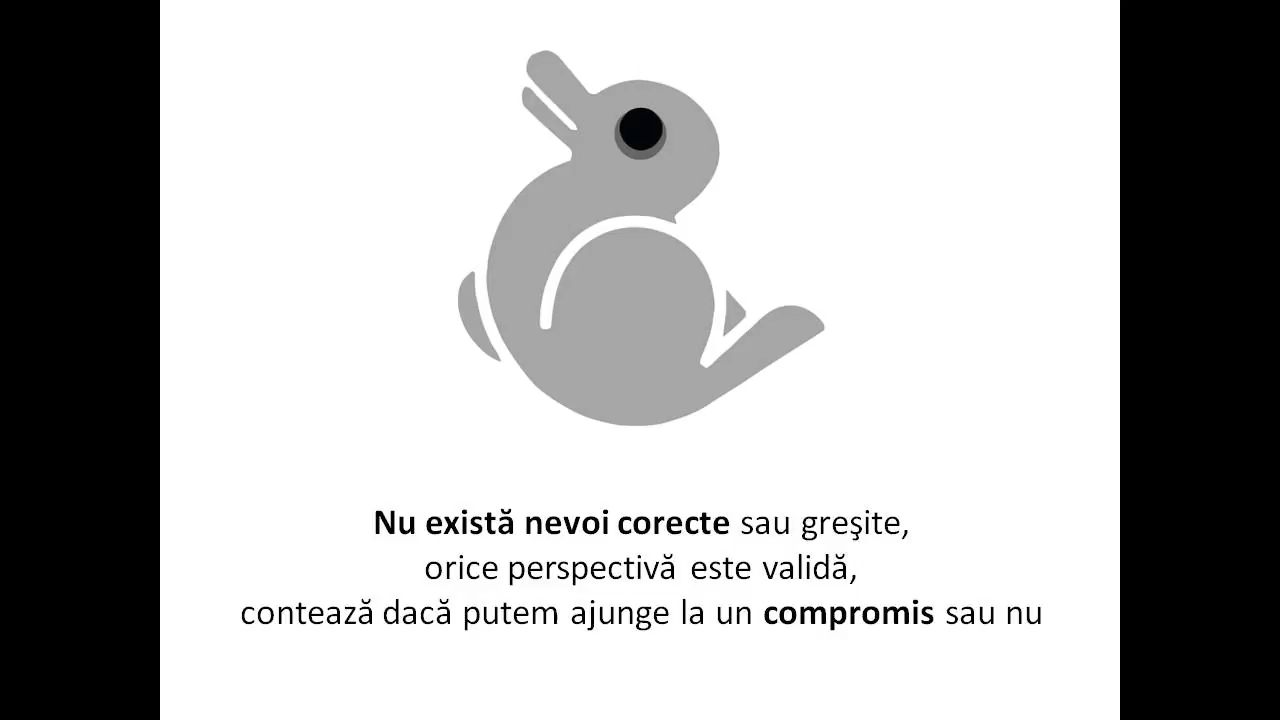 Nu există nevoi corecte sau greşite,
orice perspectivă este validă,
contează dacă putem ajunge la un compromis sau nu